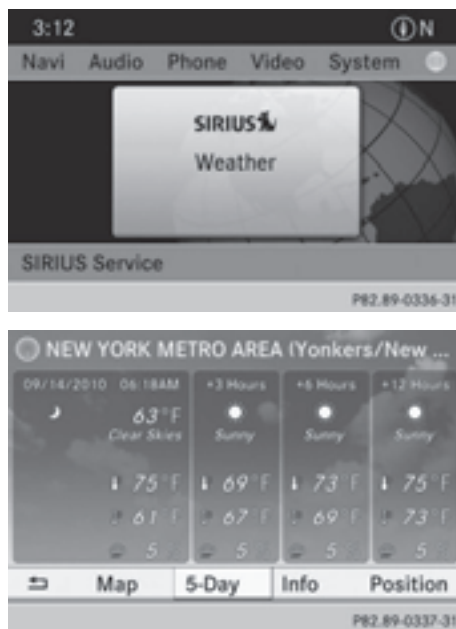 3:12 N
Navi Audio Phone Video System
SIRIUS
Weather
SIRIUS Service
P82.89-0336-31
NEW YORK METRO AREA (Yonkers/New ...
09/14/2010 06:18AM +3 Hours +6 Hours +12 Hours
63°F
Clear Skies Sunny Sunny Sunny
75°F 69°F 73°F 75°F
61°F 67°F 69°F 73°F
5% 5% 5% 5%
Map 5-Day Info Position
P82.89-0337-31